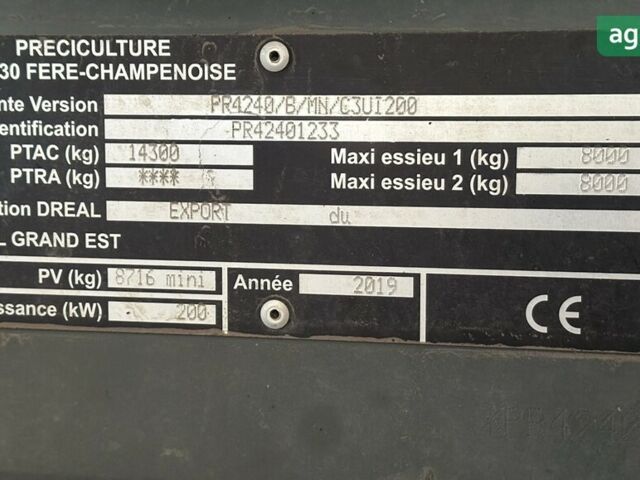 PRECICULTURE
30 FERE-CHAMPENOISE
nte Version PR4240/B/MN/C3UI200
entification PR42401233
PTAC (kg) 14300 Maxi essieu 1 (kg) 8000
PTRA (kg) **** Maxi essieu 2 (kg) 8000
tion DREAL EXPORT du
L GRAND EST
PV (kg) 8716 mini Année 2019
ssance (kW) 200 CE
ag